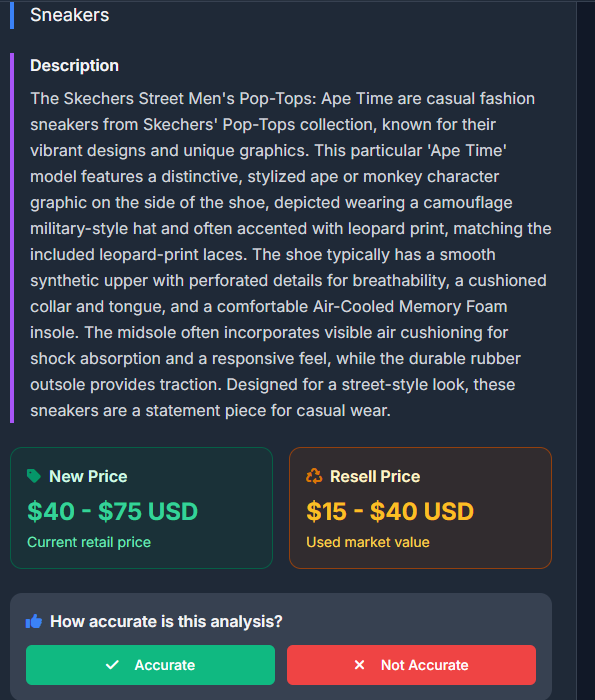 Sneakers
Description
The Skechers Street Men's Pop-Tops: Ape Time are casual fashion
sneakers from Skechers' Pop-Tops collection, known for their
vibrant designs and unique graphics. This particular 'Ape Time'
model features a distinctive, stylized ape or monkey character
graphic on the side of the shoe, depicted wearing a camouflage
military-style hat and often accented with leopard print, matching the
included leopard-print laces. The shoe typically has a smooth
synthetic upper with perforated details for breathability, a cushioned
collar and tongue, and a comfortable Air-Cooled Memory Foam
insole. The midsole often incorporates visible air cushioning for
shock absorption and a responsive feel, while the durable rubber
outsole provides traction. Designed for a street-style look, these
sneakers are a statement piece for casual wear.
New Price
$40 - $75 USD
Current retail price
Resell Price
$15 - $40 USD
Used market value
How accurate is this analysis?
Accurate
Not Accurate